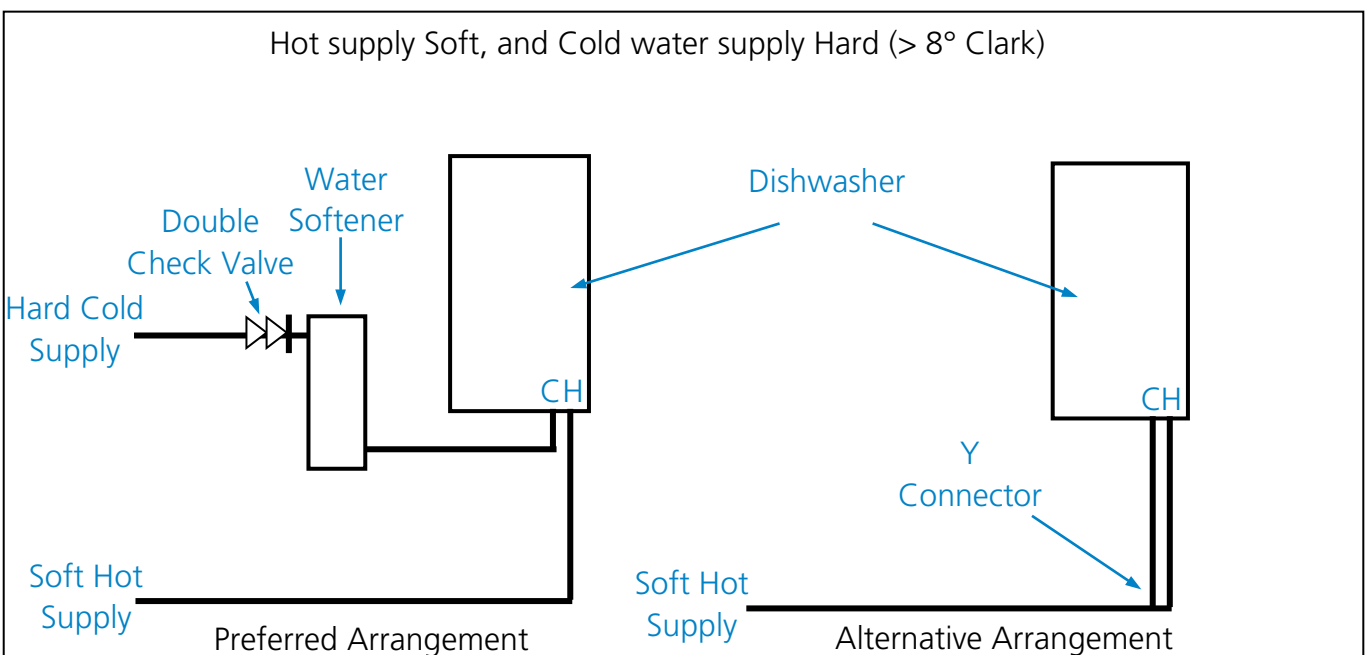 Hot supply Soft, and Cold water supply Hard (> 8° Clark)
Water
Softener
Double
Check Valve
Hard Cold
Supply
Dishwasher
CH
CH
Y
Connector
Soft Hot
Supply
Preferred Arrangement
Soft Hot
Supply
Alternative Arrangement